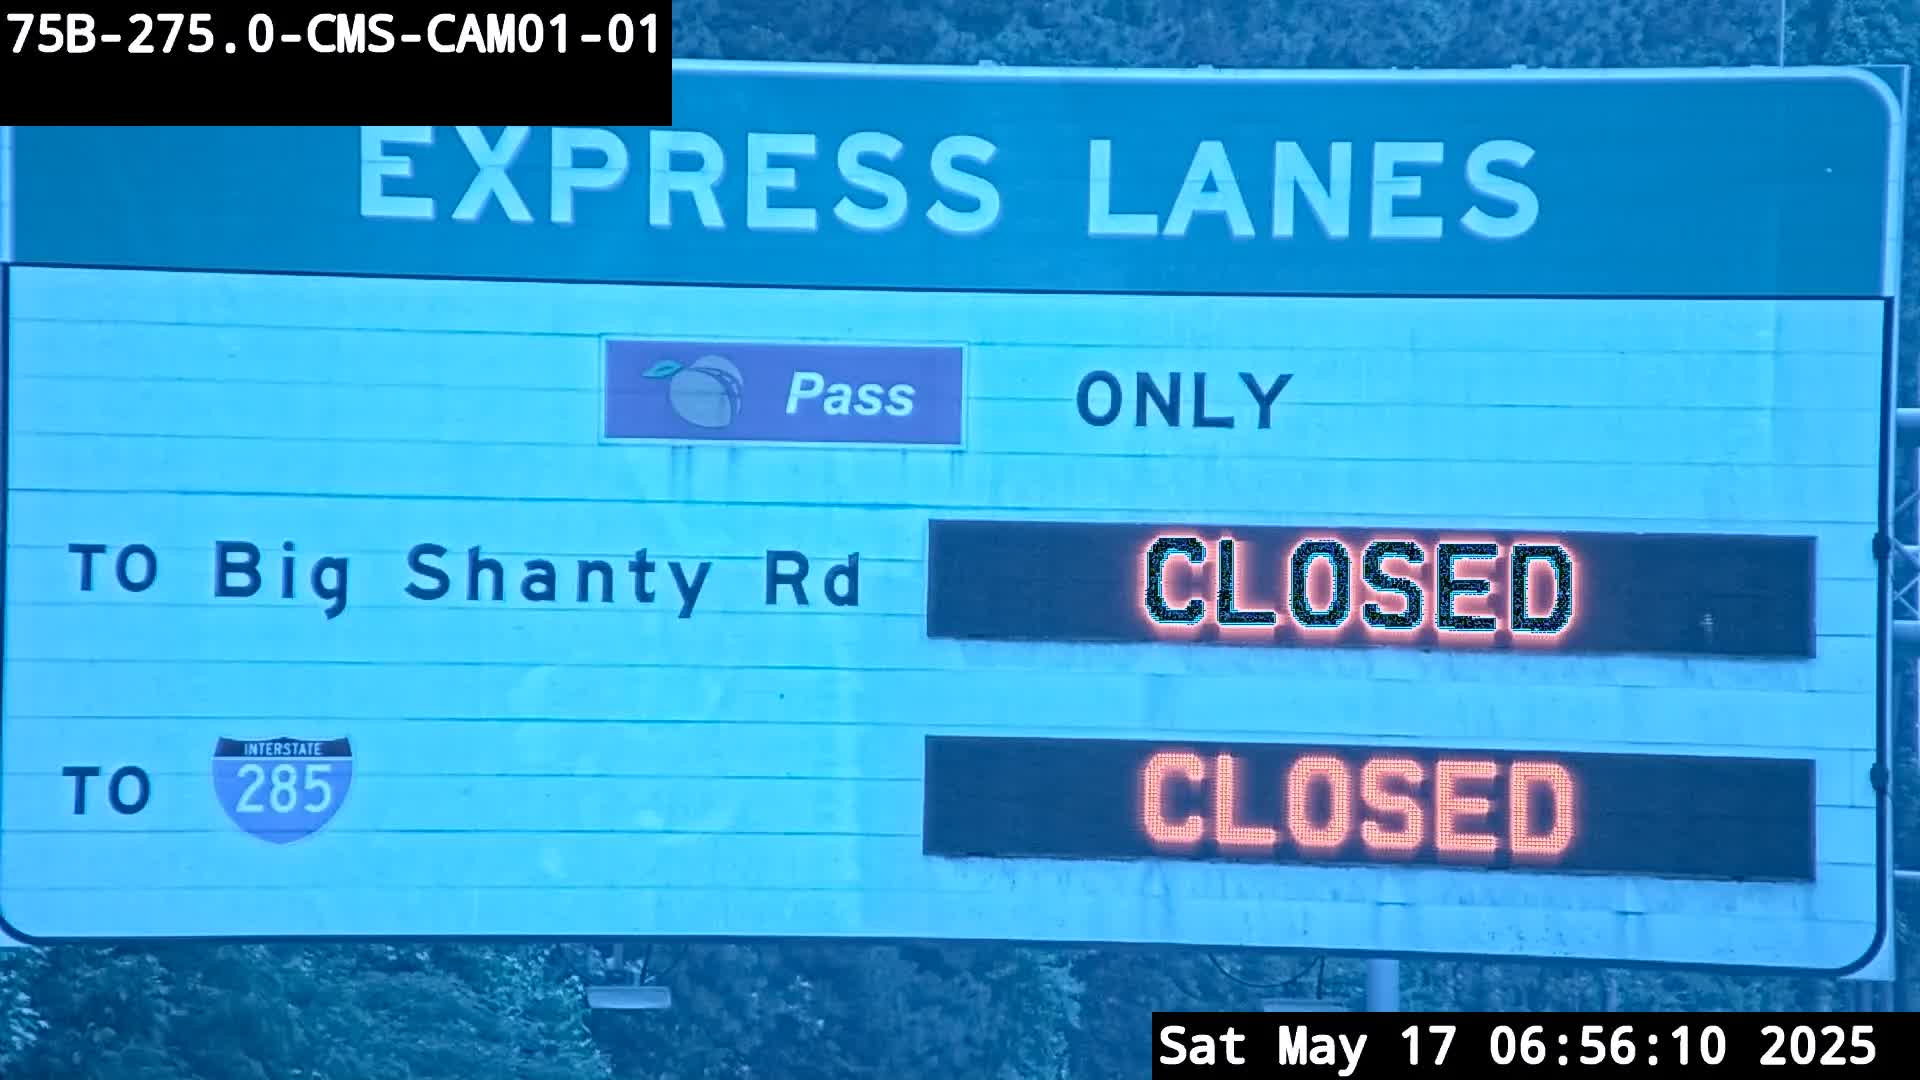 75B-275.0-CMS-CAM01-01
EXPRESS LANES
Pass ONLY
TO Big Shanty Rd CLOSED
TO INTERSTATE 285 CLOSED
Sat May 17 06:56:10 2025